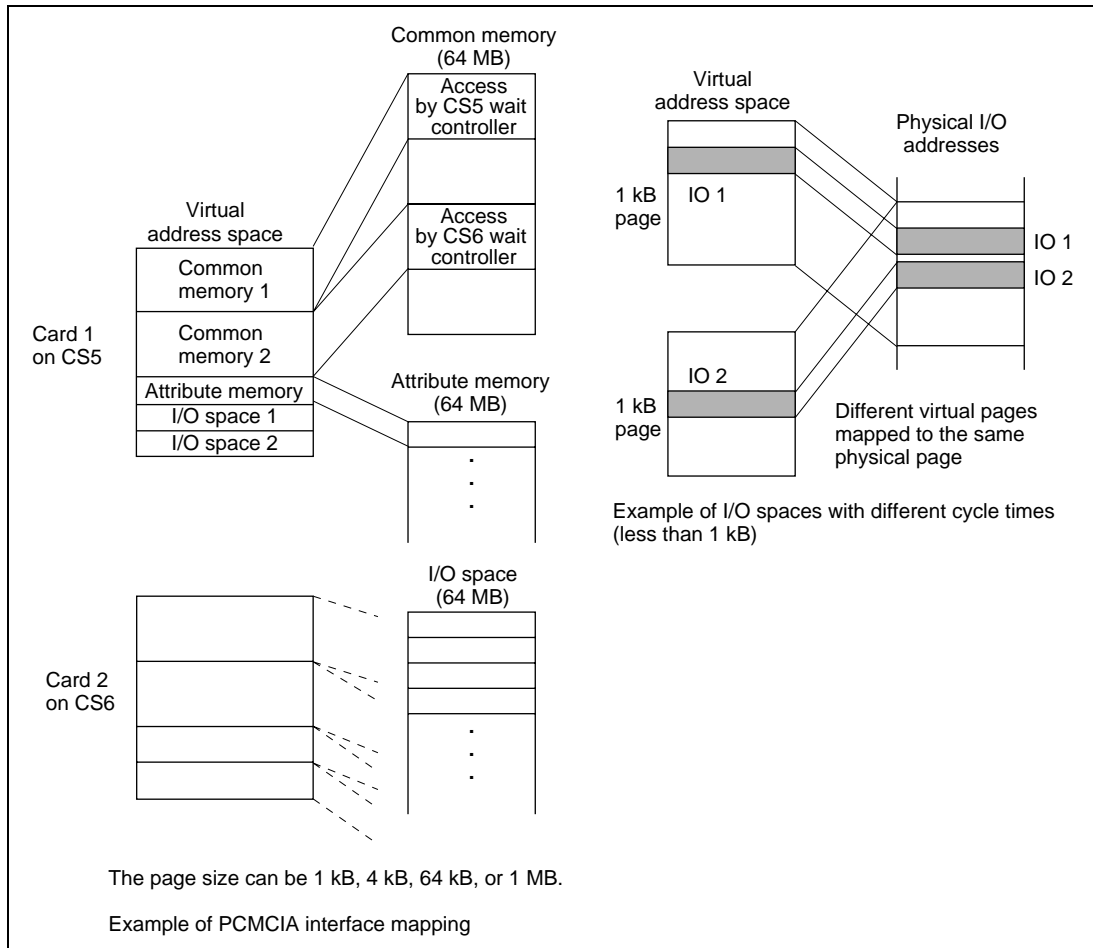 Common memory
(64 MB)
Access
by CS5 wait
controller
Access
by CS6 wait
controller
Virtual
address space
Common
memory 1
Common
memory 2
Attribute memory
I/O space 1
I/O space 2
Card 1
on CS5
Attribute memory
(64 MB)
I/O space
(64 MB)
Card 2
on CS6
Virtual
address space
Physical I/O
addresses
1 kB
page
IO 1
IO 1
IO 2
IO 2
1 kB
page
Different virtual pages
mapped to the same
physical page
Example of I/O spaces with different cycle times
(less than 1 kB)
The page size can be 1 kB, 4 kB, 64 kB, or 1 MB.
Example of PCMCIA interface mapping